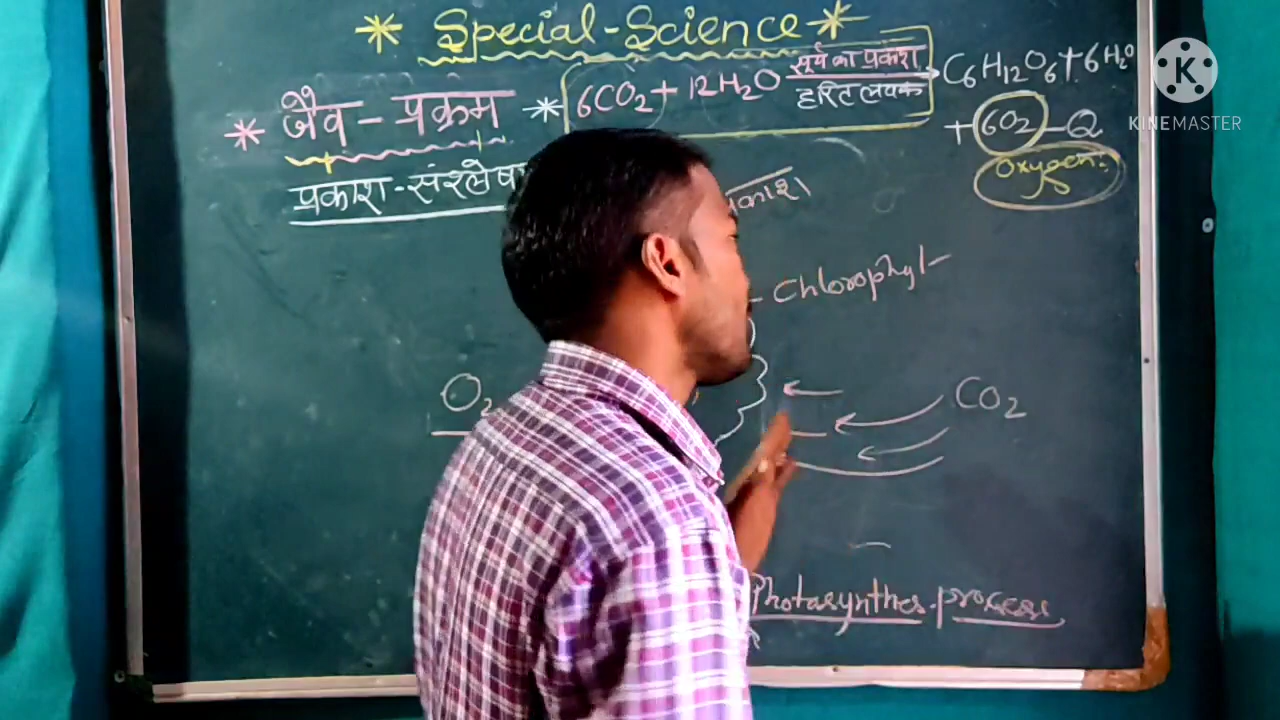 * Special-Science *
* जैव-प्रक्रम * 6CO2 + 12H2O सूर्य का प्रकाश हरित लवक → C6H12O6 + 6H2O
+ 6O2 - Q
Oxygen.
प्रकाश-संश्लेष
Chlorophyl-
O2
CO2
Photosynthes. process
K
KINEMASTER